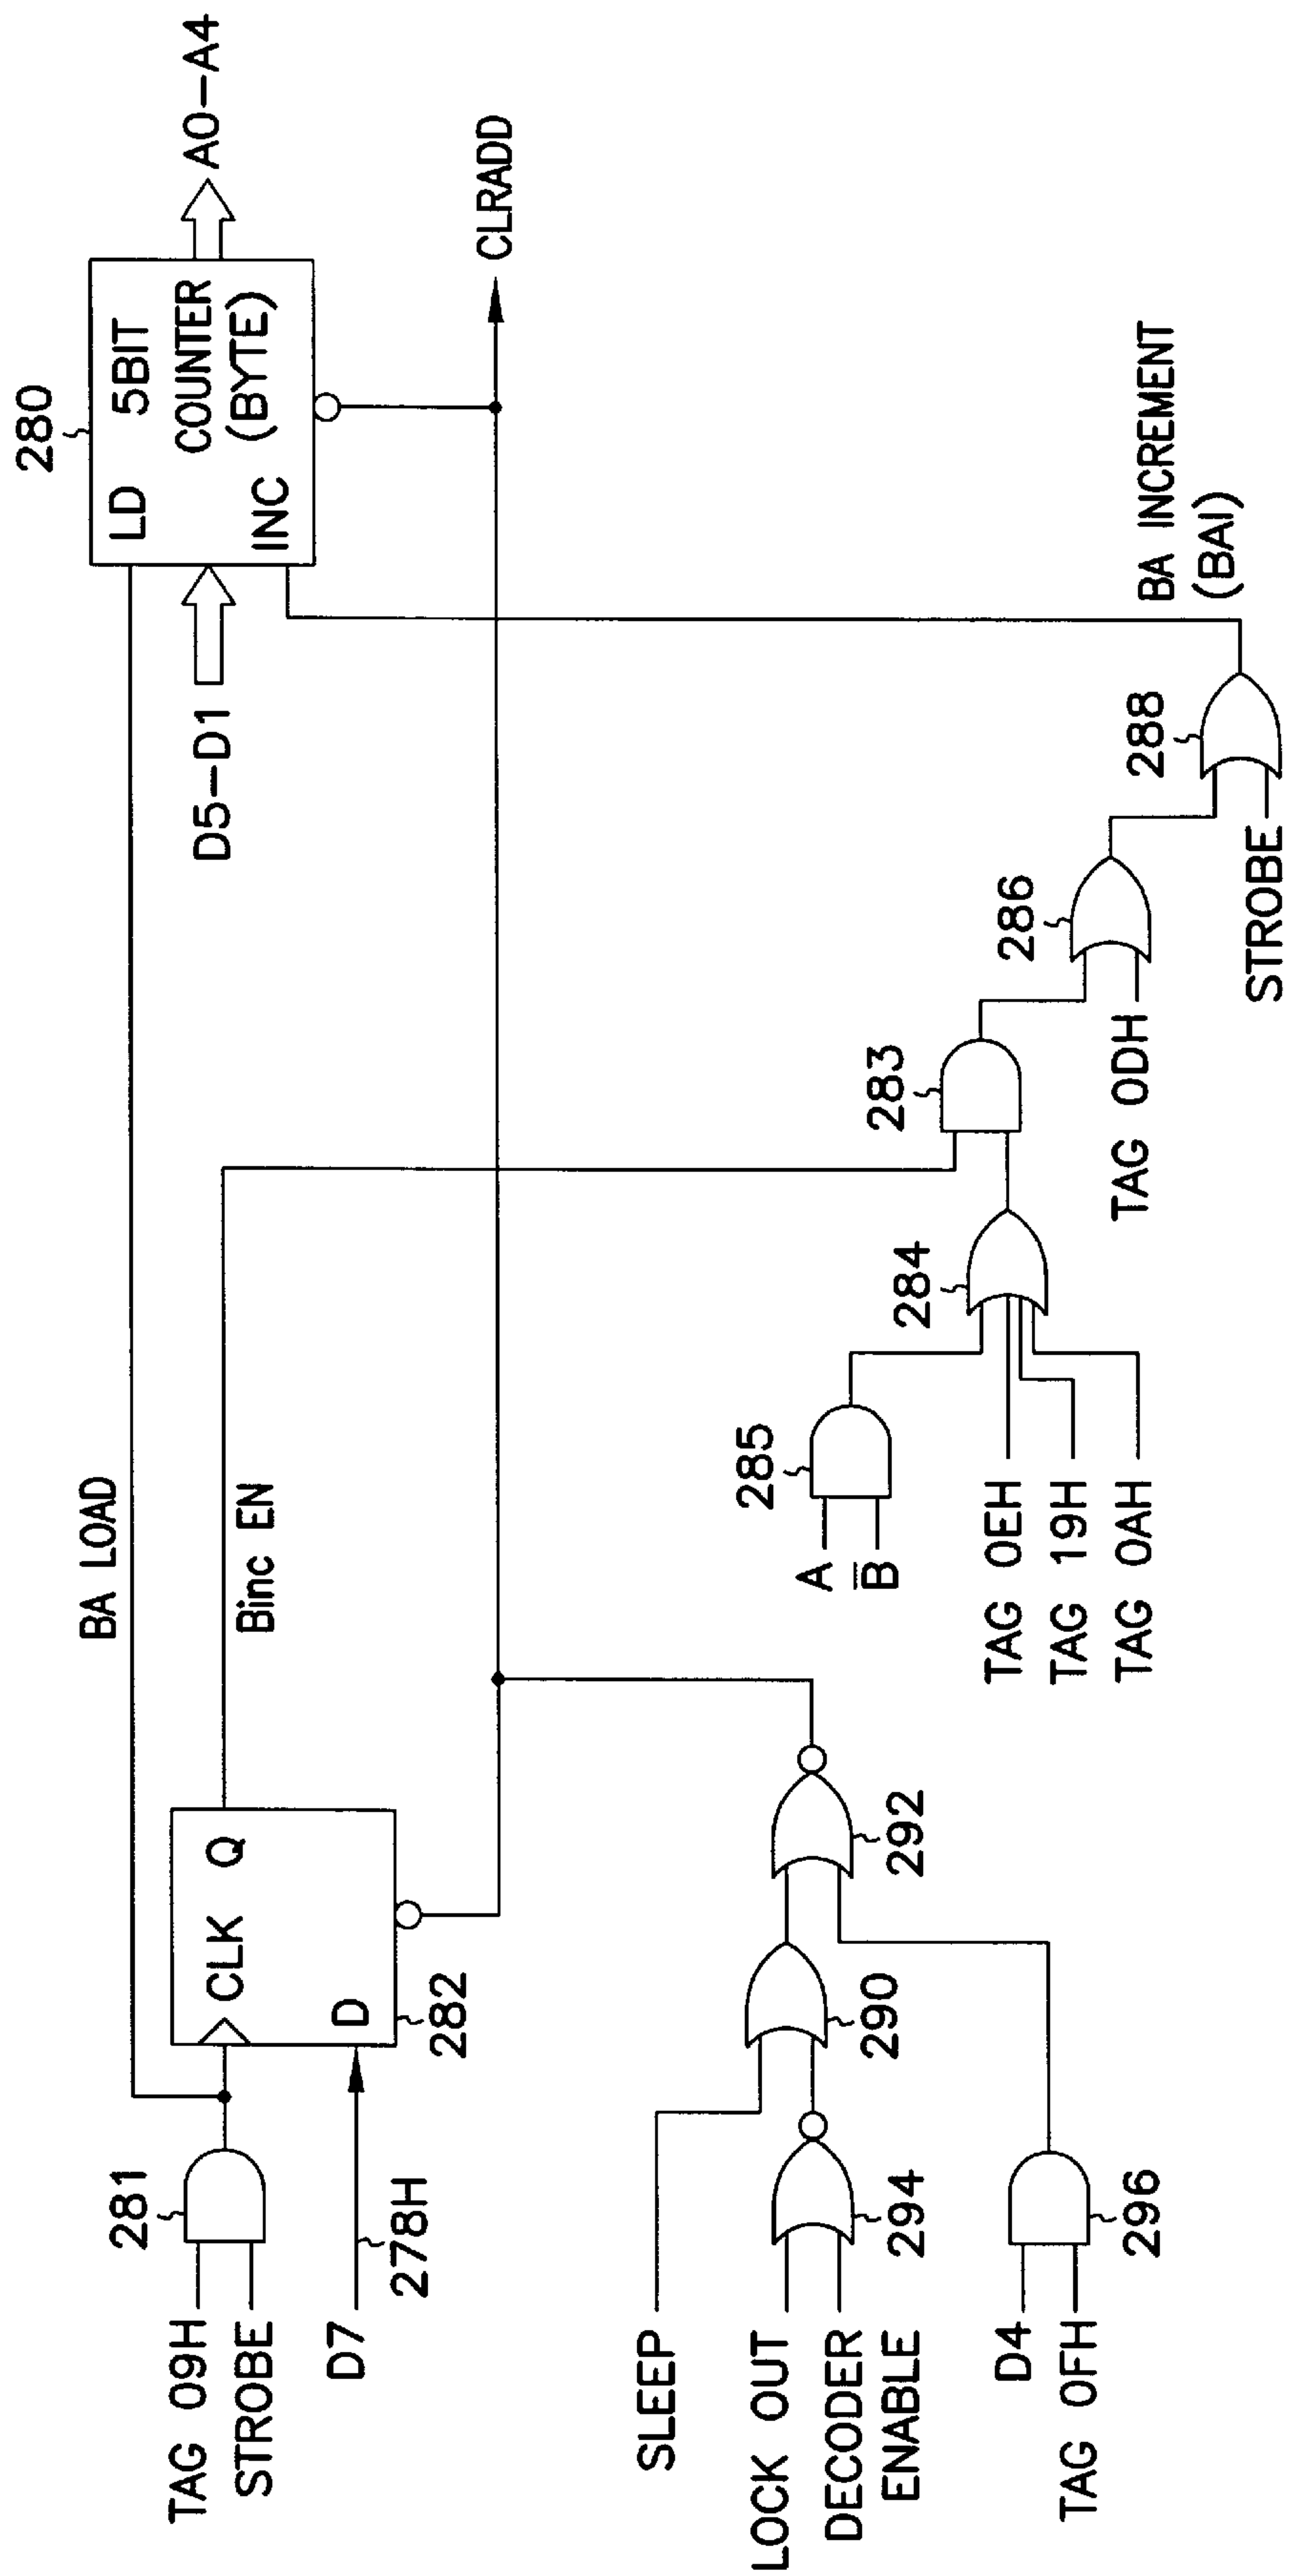 280
LD 5BIT
COUNTER
(BYTE)
INC
A0-A4
D5-D1
CLRADD
BA LOAD
Binc EN
281
TAG 09H
STROBE
CLK Q
D
282
D7
278H
BA INCREMENT
(BAI)
288
STROBE
286
TAG 0DH
283
284
285
A
B̅
TAG 0EH
TAG 19H
TAG 0AH
292
290
SLEEP
294
LOCK OUT
DECODER
ENABLE
296
D4
TAG 0FH